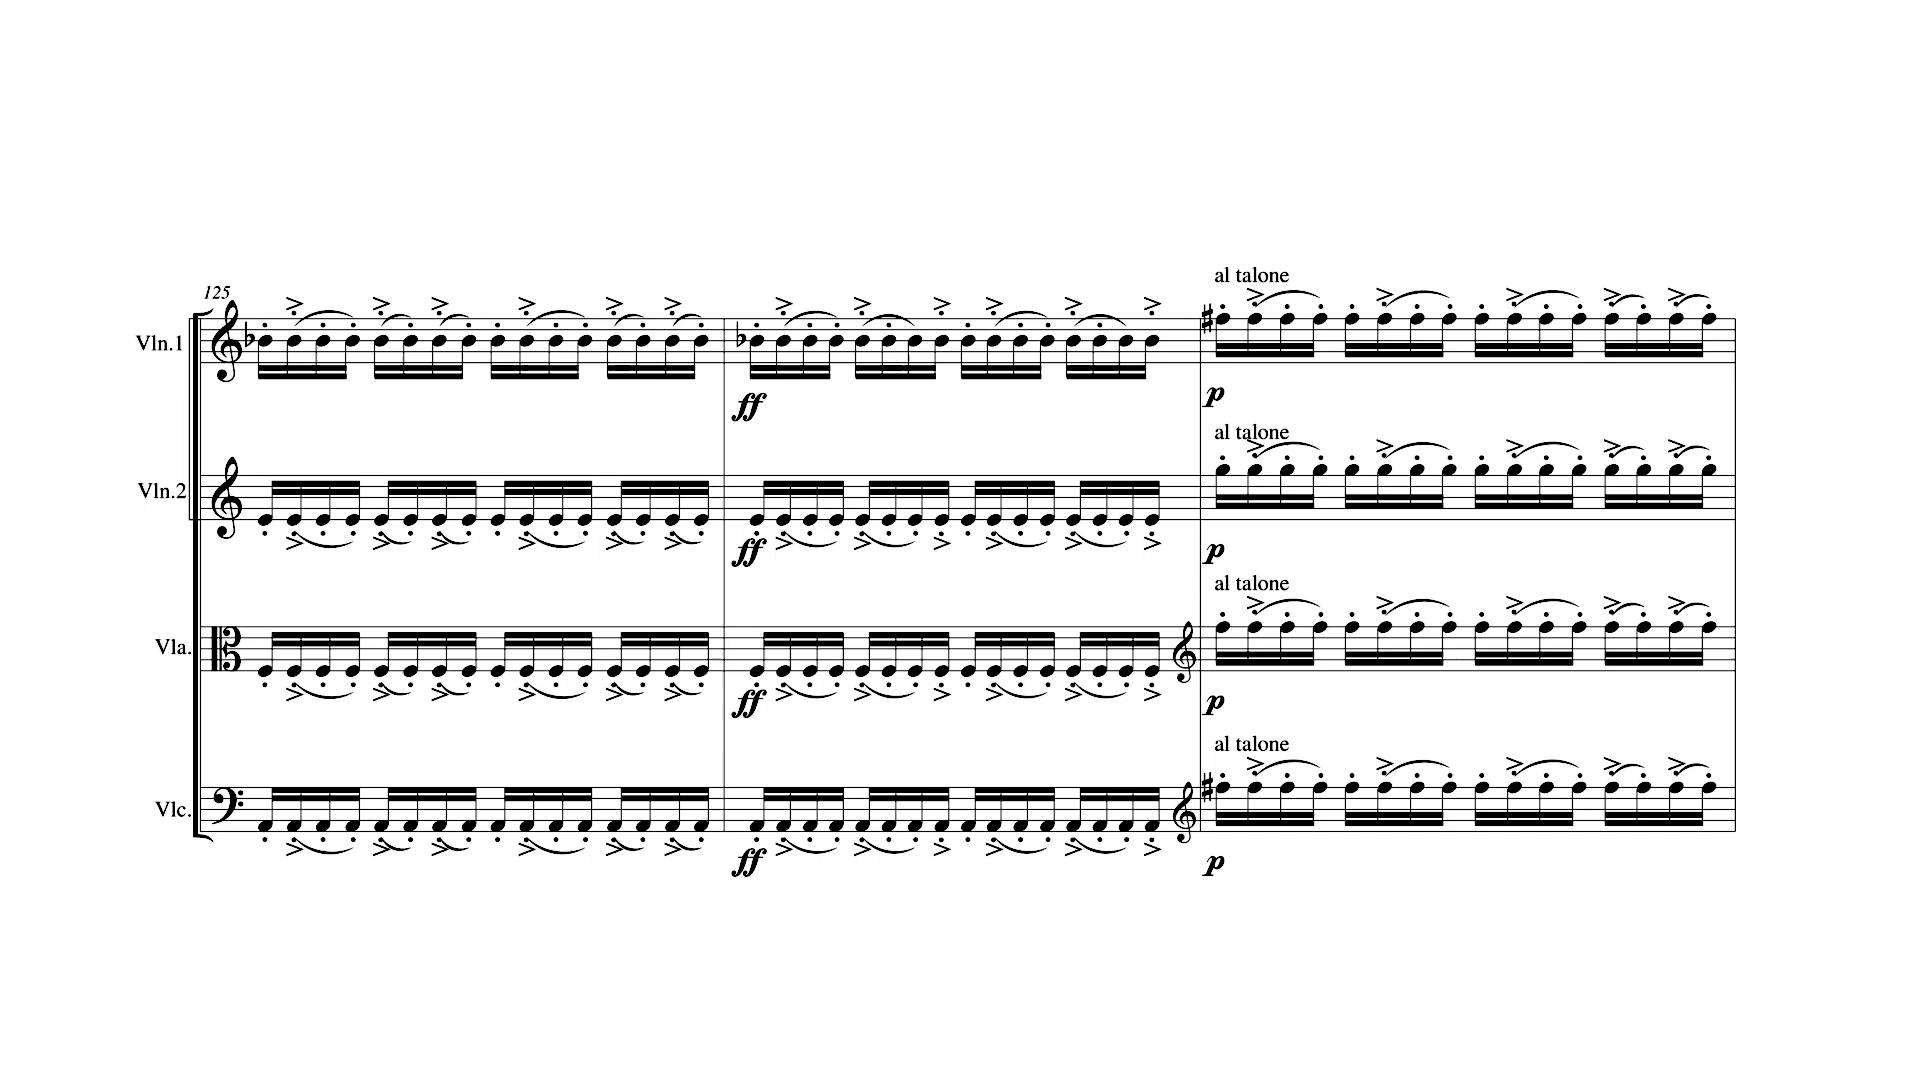 al talone
125
Vln.1
ff
p
al talone
Vln.2
ff
p
al talone
Vla.
ff
p
al talone
Vlc.
ff
p